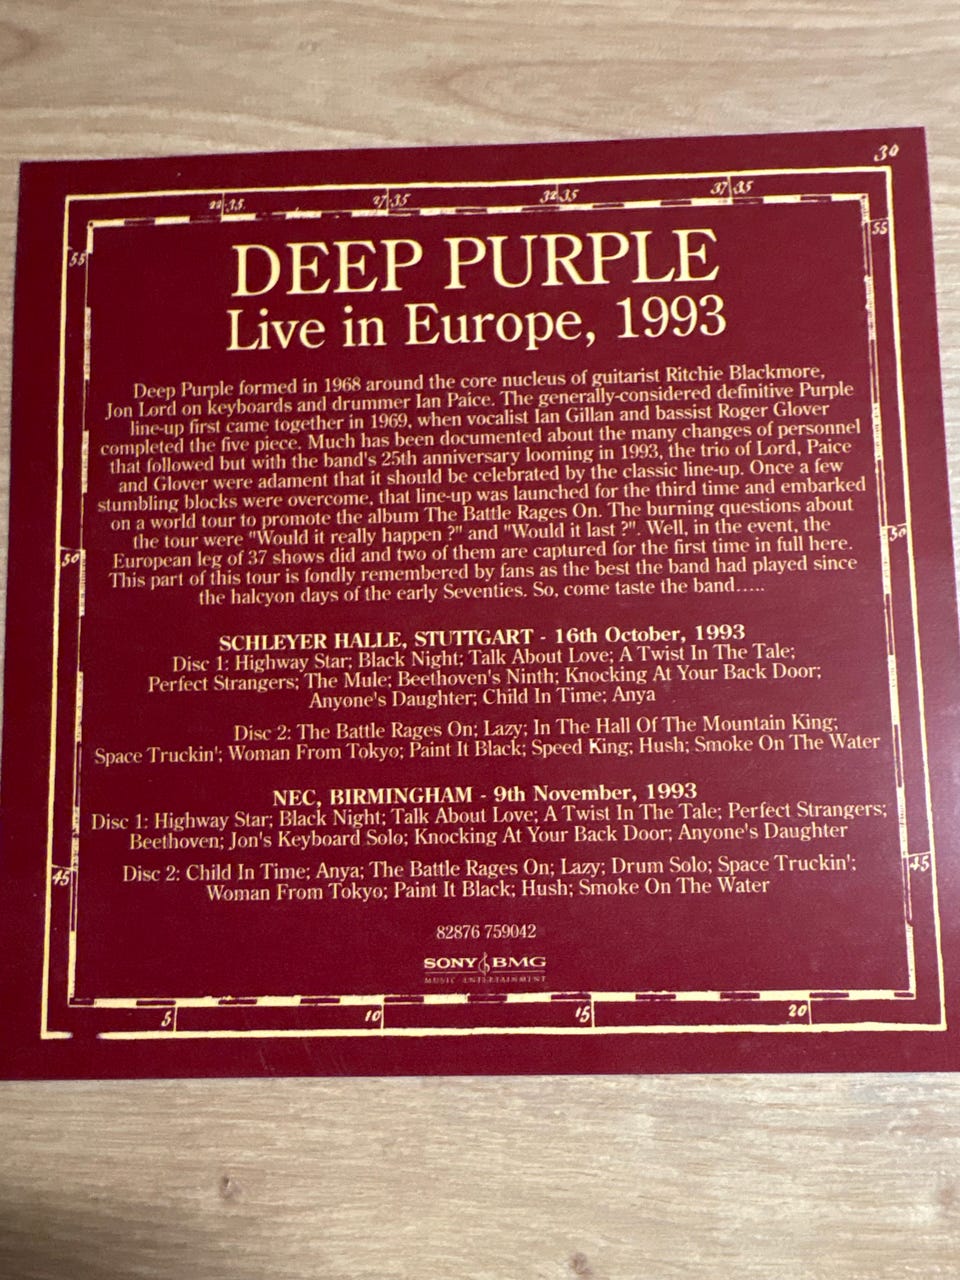 30
22 35
27 35
32 35
37 35
55
55
DEEP PURPLE
Live in Europe, 1993
Deep Purple formed in 1968 around the core nucleus of guitarist Ritchie Blackmore,
Jon Lord on keyboards and drummer Ian Paice. The generally-considered definitive Purple
line-up first came together in 1969, when vocalist Ian Gillan and bassist Roger Glover
completed the five piece. Much has been documented about the many changes of personnel
that followed but with the band's 25th anniversary looming in 1993, the trio of Lord, Paice
and Glover were adament that it should be celebrated by the classic line-up. Once a few
stumbling blocks were overcome, that line-up was launched for the third time and embarked
on a world tour to promote the album The Battle Rages On. The burning questions about
the tour were "Would it really happen ?" and "Would it last ?". Well, in the event, the
European leg of 37 shows did and two of them are captured for the first time in full here.
This part of this tour is fondly remembered by fans as the best the band had played since
the halcyon days of the early Seventies. So, come taste the band.....
50
50
SCHLEYER HALLE, STUTTGART - 16th October, 1993
Disc 1: Highway Star; Black Night; Talk About Love; A Twist In The Tale;
Perfect Strangers; The Mule; Beethoven's Ninth; Knocking At Your Back Door;
Anyone's Daughter; Child In Time; Anya
Disc 2: The Battle Rages On; Lazy; In The Hall Of The Mountain King;
Space Truckin'; Woman From Tokyo; Paint It Black; Speed King; Hush; Smoke On The Water
NEC, BIRMINGHAM - 9th November, 1993
Disc 1: Highway Star; Black Night; Talk About Love; A Twist In The Tale; Perfect Strangers;
Beethoven; Jon's Keyboard Solo; Knocking At Your Back Door; Anyone's Daughter
Disc 2: Child In Time; Anya; The Battle Rages On; Lazy; Drum Solo; Space Truckin';
Woman From Tokyo; Paint It Black; Hush; Smoke On The Water
45
45
82876 759042
SONY BMG
MUSIC ENTERTAINMENT
5
10
15
20